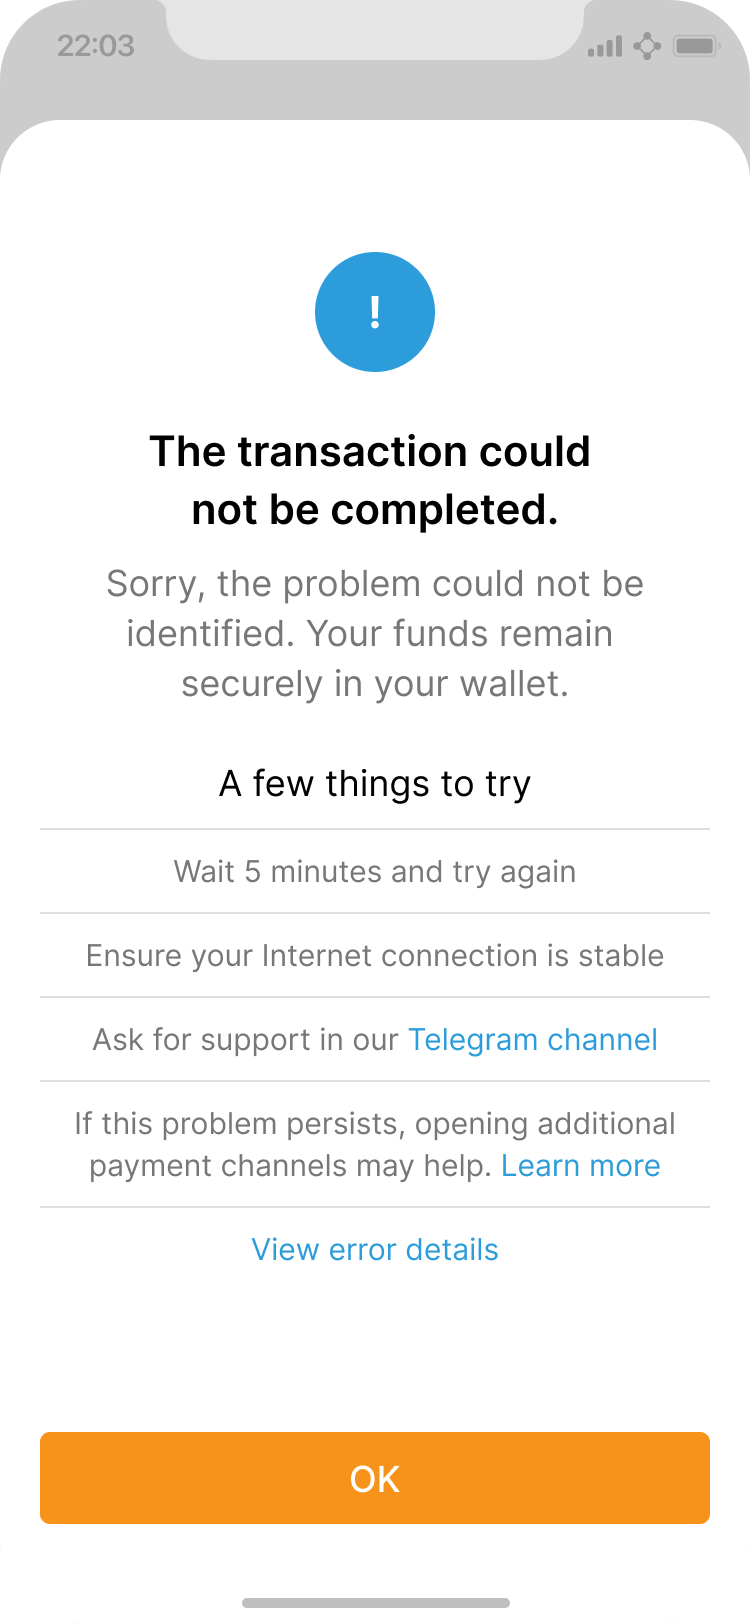 22:03
!
The transaction could
not be completed.
Sorry, the problem could not be
identified. Your funds remain
securely in your wallet.
A few things to try
Wait 5 minutes and try again
Ensure your Internet connection is stable
Ask for support in our Telegram channel
If this problem persists, opening additional
payment channels may help. Learn more
View error details
OK